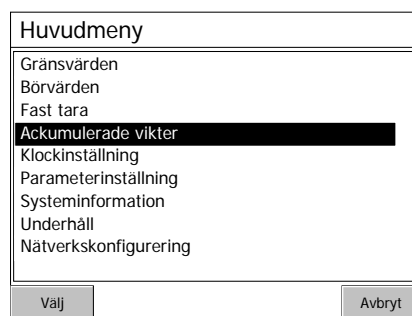 Huvudmeny
Gränsvärden
Börvärden
Fast tara
Ackumulerade vikter
Klockinställning
Parameterinställning
Systeminformation
Underhåll
Nätverkskonfigurering
Välj
Avbryt